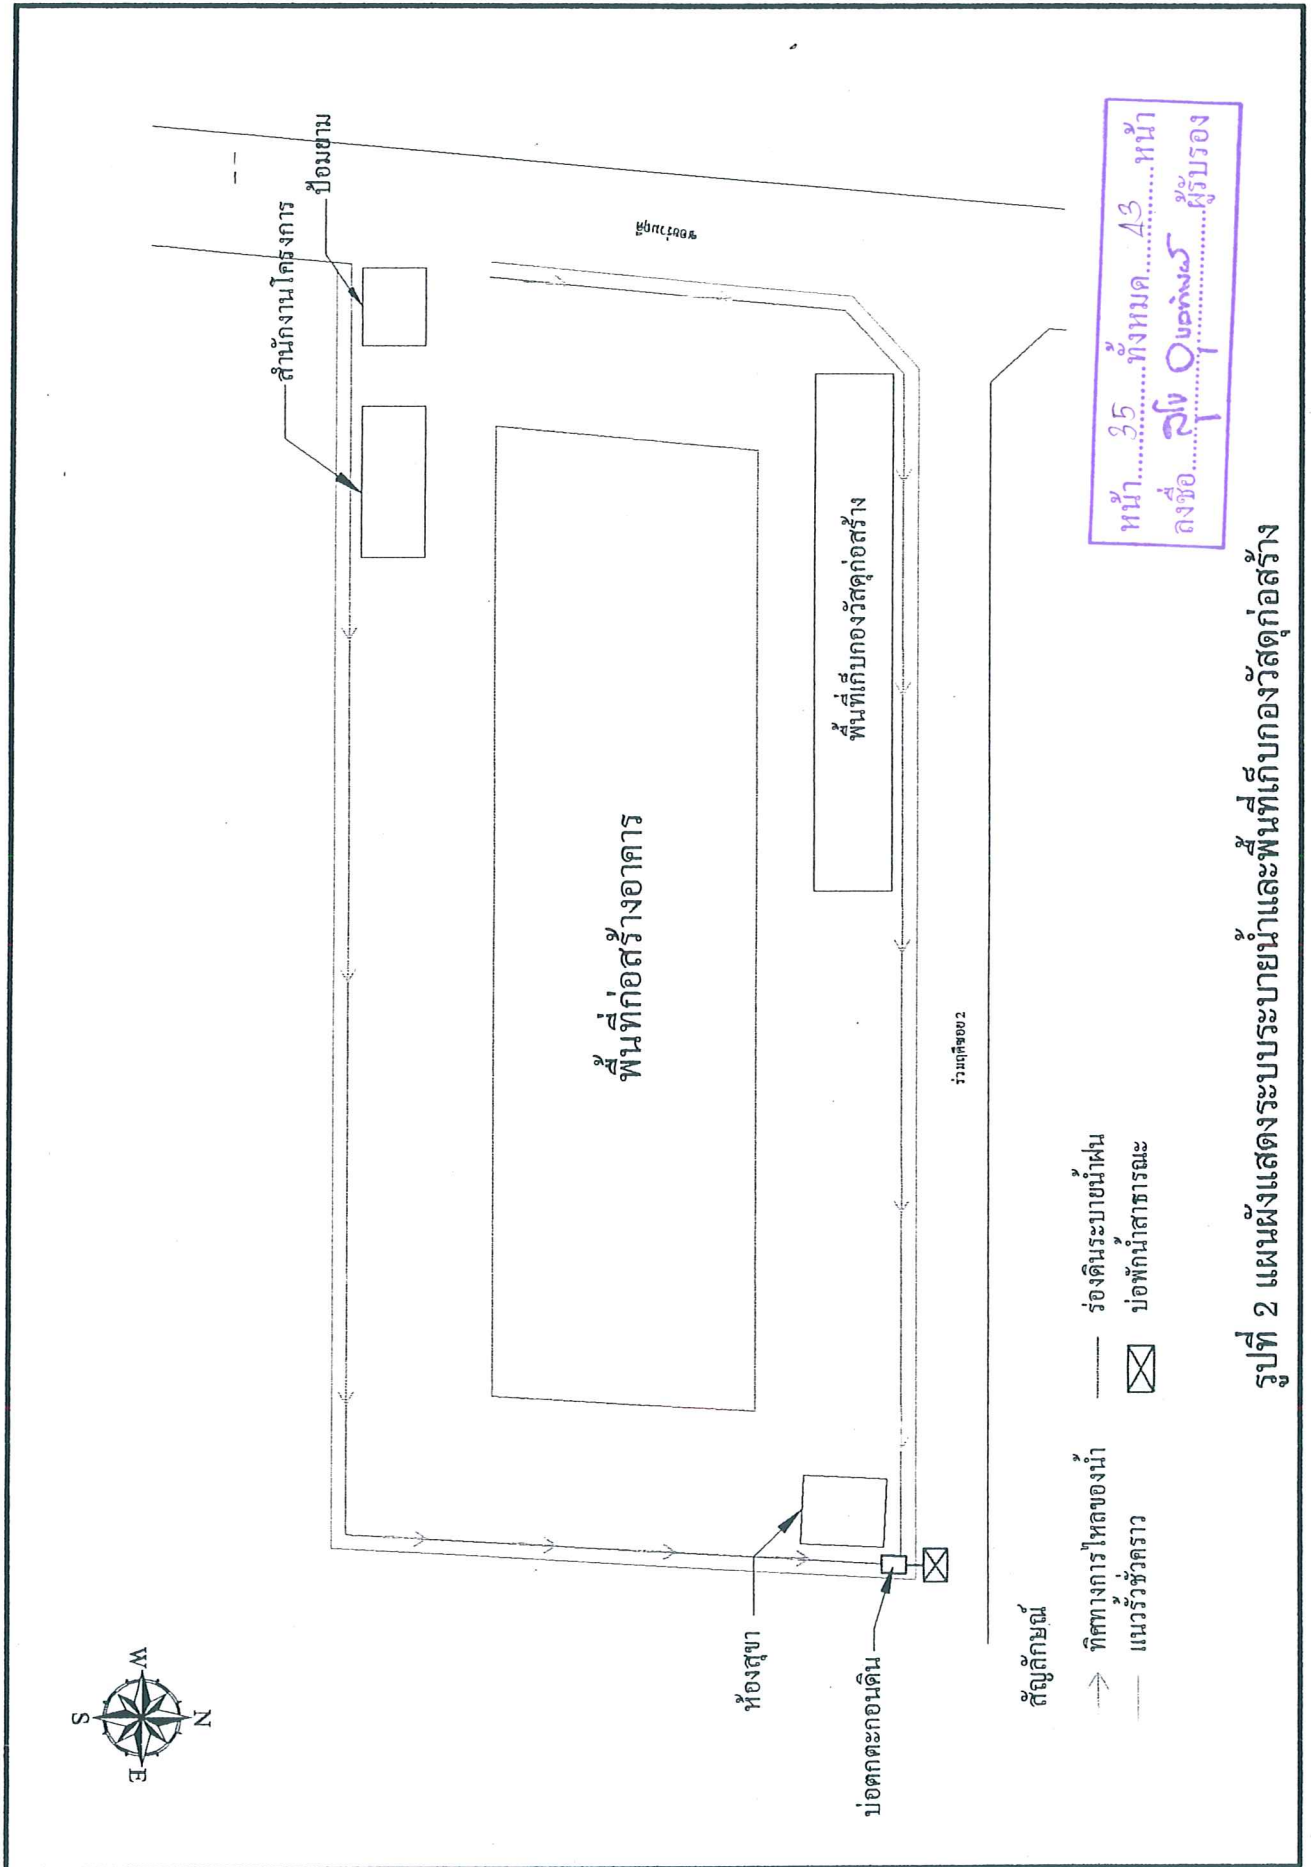 S
W
E
N
สำนักงานโครงการ
ป้อมยาม
ซอยร่วมฤดี
พื้นที่ก่อสร้างอาคาร
พื้นที่เก็บกองวัสดุก่อสร้าง
ร่วมฤดีซอย 2
ห้องสุขา
บ่อตกตะกอนดิน
สัญลักษณ์
ทิศทางการไหลของน้ำ
ร่องดินระบายน้ำฝน
แนวรั้วชั่วคราว
บ่อพักน้ำสาธารณะ
หน้า 35 ทั้งหมด 43 หน้า
ลงชื่อ ผู้รับรอง
รูปที่ 2 แผนผังแสดงระบบระบายน้ำและพื้นที่เก็บกองวัสดุก่อสร้าง